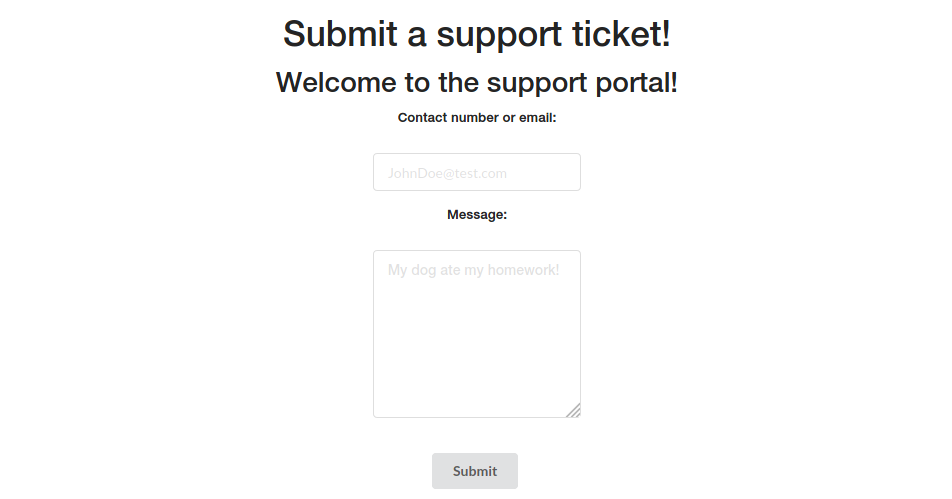 Submit a support ticket!
Welcome to the support portal!
Contact number or email:
JohnDoe@test.com
Message:
My dog ate my homework!
Submit